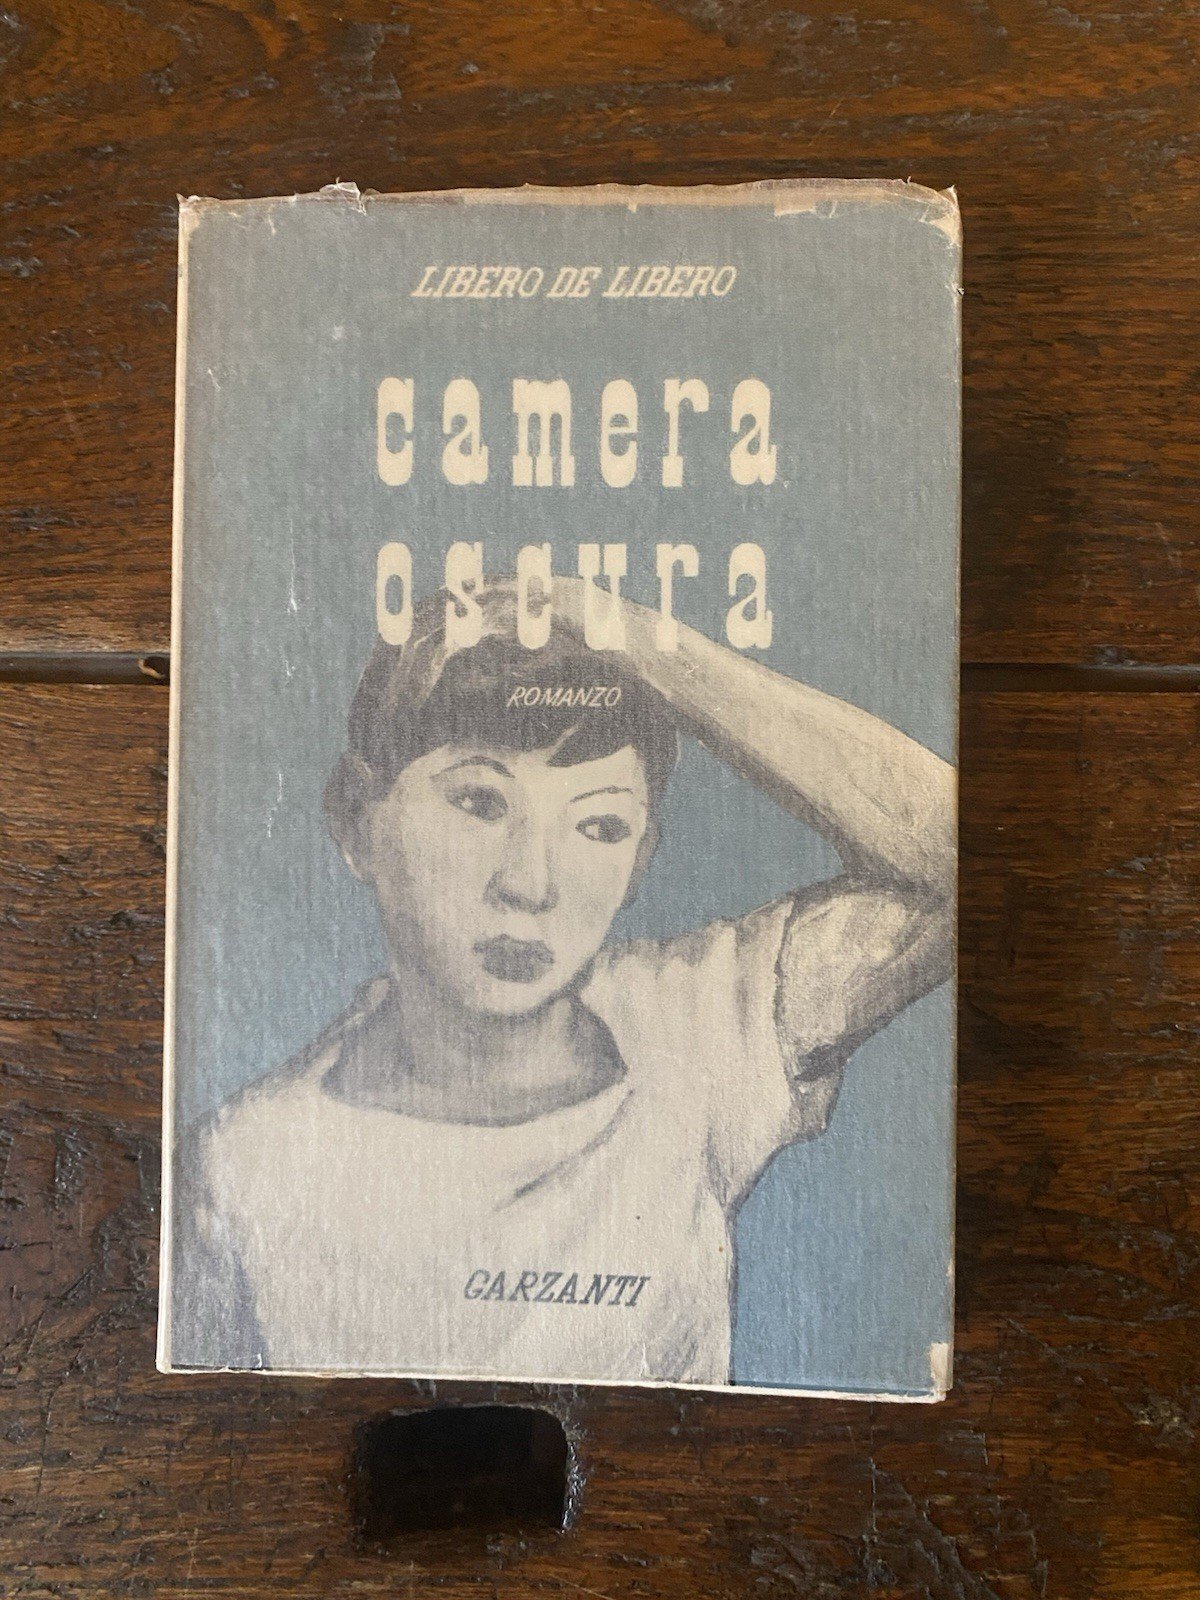 LIBERO DE LIBERO
camera
oscura
ROMANZO
GARZANTI